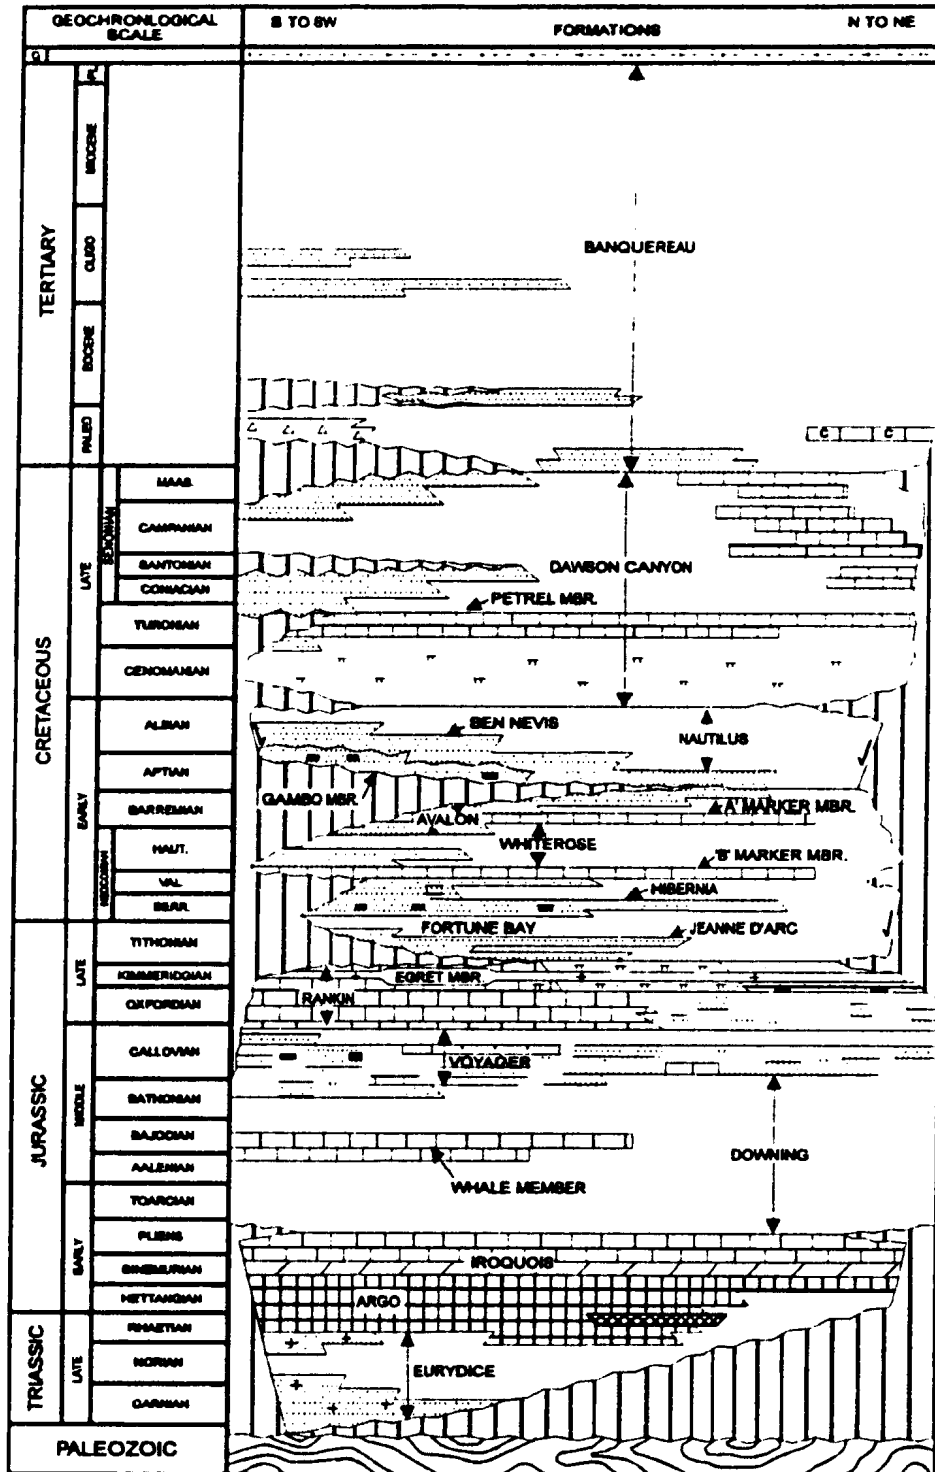 GEOCHRONLOGICAL
SCALE
S TO SW
FORMATIONS
N TO NE
Q
TERTIARY
PL
MIOCENE
OLIGO
EOCENE
PALEO
BANQUEREAU
C C
CRETACEOUS
LATE
SENONIAN
MAAS.
CAMPANIAN
SANTONIAN
CONIACIAN
TURONIAN
CENOMANIAN
DAWSON CANYON
PETREL MBR.
EARLY
ALBIAN
APTIAN
BARREMIAN
NEOCOMIAN
HAUT.
VAL
BERR.
BEN NEVIS
NAUTILUS
GAMBO MBR.
AVALON
'A' MARKER MBR.
WHITEROSE
'B' MARKER MBR.
HIBERNIA
FORTUNE BAY
JEANNE D'ARC
JURASSIC
LATE
TITHONIAN
KIMMERIDGIAN
OXFORDIAN
EGRET MBR
RANKIN
MIDDLE
CALLOVIAN
BATHONIAN
BAJOCIAN
AALENIAN
VOYAGER
DOWNING
WHALE MEMBER
EARLY
TOARCIAN
PLIENS
SINEMURIAN
HETTANGIAN
IROQUOIS
ARGO
TRIASSIC
LATE
RHAETIAN
NORIAN
CARNIAN
EURYDICE
PALEOZOIC